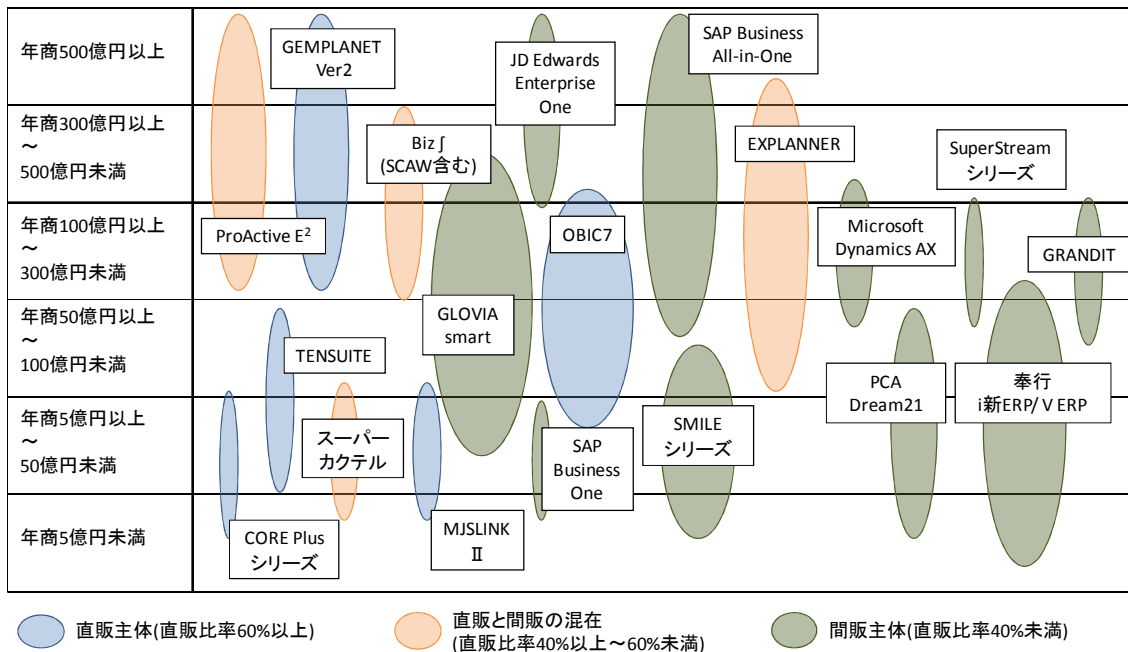 年商500億円以上
GEMPLANET
Ver2
JD Edwards
Enterprise
One
SAP Business
All-in-One
年商300億円以上
~
500億円未満
Biz ∫
(SCAW含む)
EXPLANNER
SuperStream
シリーズ
年商100億円以上
~
300億円未満
ProActive E²
OBIC7
Microsoft
Dynamics AX
GRANDIT
年商50億円以上
~
100億円未満
TENSUITE
GLOVIA
smart
PCA
Dream21
奉行
i新ERP/ V ERP
年商5億円以上
~
50億円未満
スーパー
カクテル
SAP
Business
One
SMILE
シリーズ
年商5億円未満
CORE Plus
シリーズ
MJSLINK
Ⅱ
直販主体(直販比率60%以上)
直販と間販の混在
(直販比率40%以上~60%未満)
間販主体(直販比率40%未満)